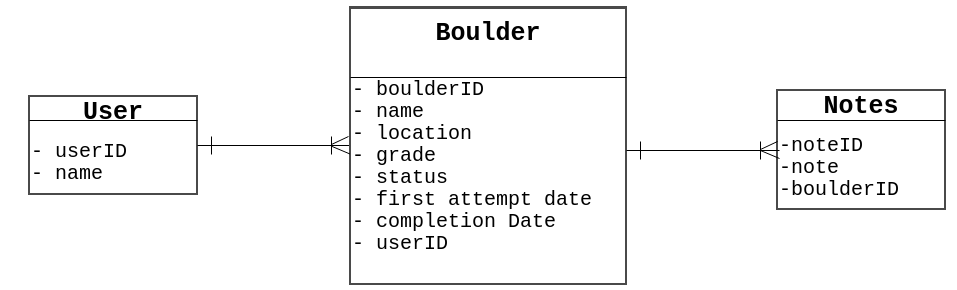 User
- userID
- name
Boulder
- boulderID
- name
- location
- grade
- status
- first attempt date
- completion Date
- userID
Notes
-noteID
-note
-boulderID